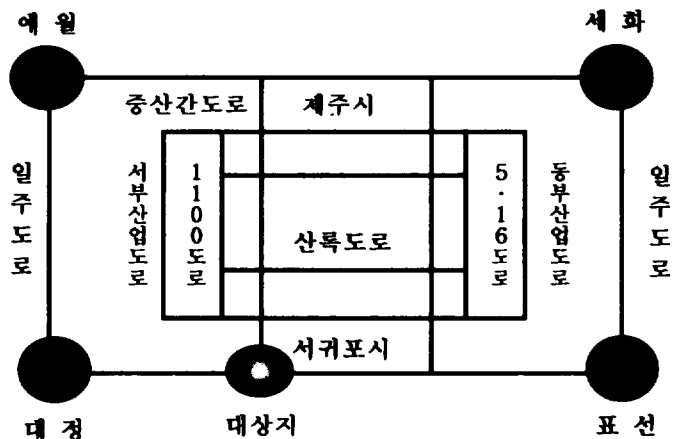 애 월
세 화
중산간도로
제주시
일주도로
서부산업도로
1100도로
산록도로
5·16도로
동부산업도로
일주도로
서귀포시
대 정
대상지
표 선